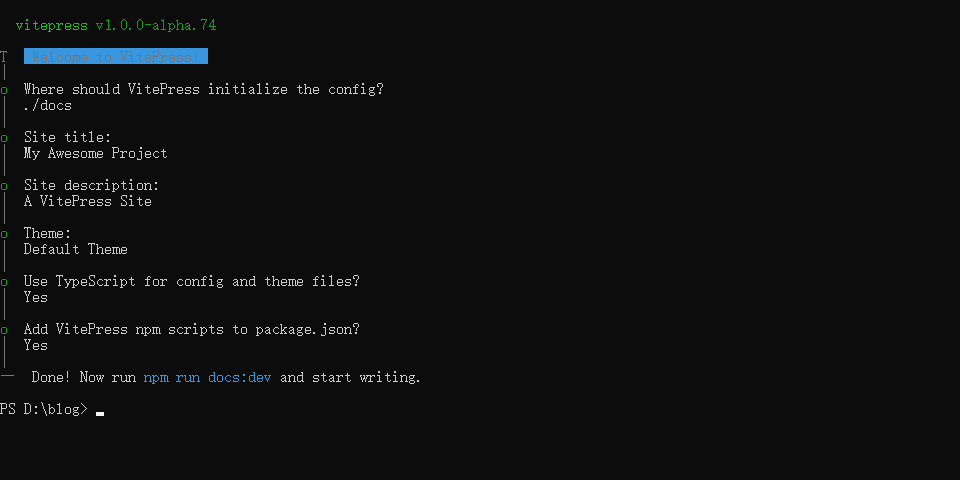 vitepress v1.0.0-alpha.74
T Welcome to VitePress!
o Where should VitePress initialize the config?
./docs
o Site title:
My Awesome Project
o Site description:
A VitePress Site
o Theme:
Default Theme
o Use TypeScript for config and theme files?
Yes
o Add VitePress npm scripts to package.json?
Yes
— Done! Now run npm run docs:dev and start writing.
PS D:\blog>